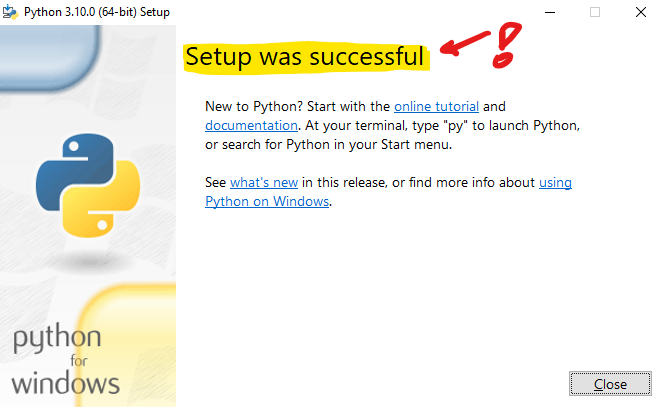 Python 3.10.0 (64-bit) Setup
Setup was successful
!
New to Python? Start with the online tutorial and
documentation. At your terminal, type "py" to launch Python,
or search for Python in your Start menu.
See what's new in this release, or find more info about using
Python on Windows.
python
for
windows
Close